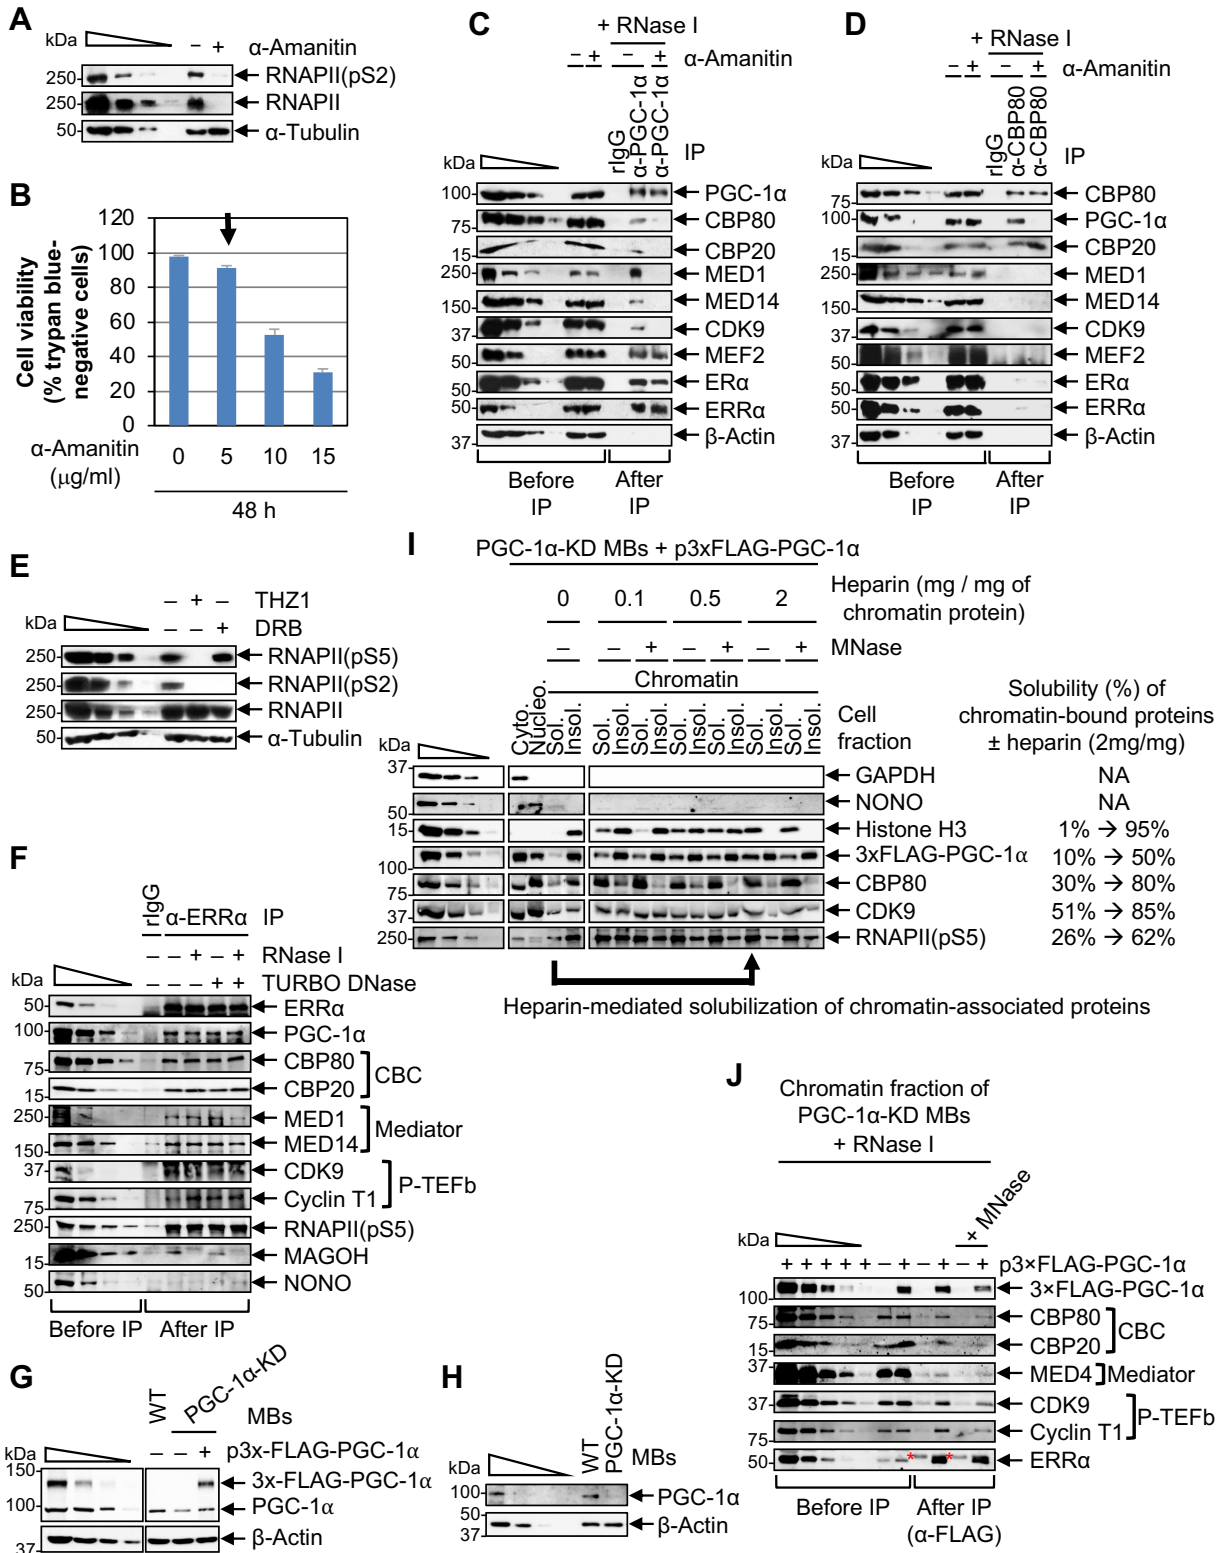 A
kDa
– + α-Amanitin
250 RNAPII(pS2)
250 RNAPII
50 α-Tubulin
B
Cell viability
(% trypan blue-
negative cells)
120
100
80
60
40
20
0
α-Amanitin
(μg/ml)
0 5 10 15
48 h
C
+ RNase I
– + – + α-Amanitin
rIgG
α-PGC-1α
α-PGC-1α
IP
kDa
100 PGC-1α
75 CBP80
15 CBP20
250 MED1
150 MED14
37 CDK9
50 MEF2
50 ERα
50 ERRα
37 β-Actin
Before
IP
After
IP
D
+ RNase I
– + – + α-Amanitin
rIgG
α-CBP80
α-CBP80
IP
kDa
75 CBP80
100 PGC-1α
15 CBP20
250 MED1
150 MED14
37 CDK9
50 MEF2
50 ERα
50 ERRα
37 β-Actin
Before
IP
After
IP
E
– + – THZ1
– – + DRB
kDa
250 RNAPII(pS5)
250 RNAPII(pS2)
250 RNAPII
50 α-Tubulin
F
rIgG
α-ERRα
IP
– – + – + RNase I
– – – + + TURBO DNase
kDa
50 ERRα
100 PGC-1α
75 CBP80
15 CBP20
CBC
250 MED1
150 MED14
Mediator
37 CDK9
75 Cyclin T1
P-TEFb
250 RNAPII(pS5)
15 MAGOH
50 NONO
Before IP After IP
G
WT
PGC-1α-KD
MBs
– – + p3x-FLAG-PGC-1α
kDa
150
3x-FLAG-PGC-1α
100 PGC-1α
37 β-Actin
H
WT
PGC-1α-KD
MBs
kDa
100 PGC-1α
50
37 β-Actin
I
PGC-1α-KD MBs + p3xFLAG-PGC-1α
0 0.1 0.5 2 Heparin (mg / mg of
chromatin protein)
– – + – + – + MNase
Chromatin
Cyto.
Nucleo.
Sol.
Insol.
Sol.
Insol.
Sol.
Insol.
Sol.
Insol.
Sol.
Insol.
Sol.
Insol.
Sol.
Insol.
Cell
fraction
Solubility (%) of
chromatin-bound proteins
± heparin (2mg/mg)
kDa
37 GAPDH NA
50 NONO NA
15 Histone H3 1% → 95%
100 3xFLAG-PGC-1α 10% → 50%
75 CBP80 30% → 80%
37 CDK9 51% → 85%
250 RNAPII(pS5) 26% → 62%
Heparin-mediated solubilization of chromatin-associated proteins
J
Chromatin fraction of
PGC-1α-KD MBs
+ RNase I
+ MNase
kDa
+ + + + + – + – + – + p3×FLAG-PGC-1α
100 3×FLAG-PGC-1α
75 CBP80
15 CBP20
CBC
37 MED4 Mediator
37 CDK9
75 Cyclin T1
P-TEFb
50 * * ERRα
Before IP After IP
(α-FLAG)